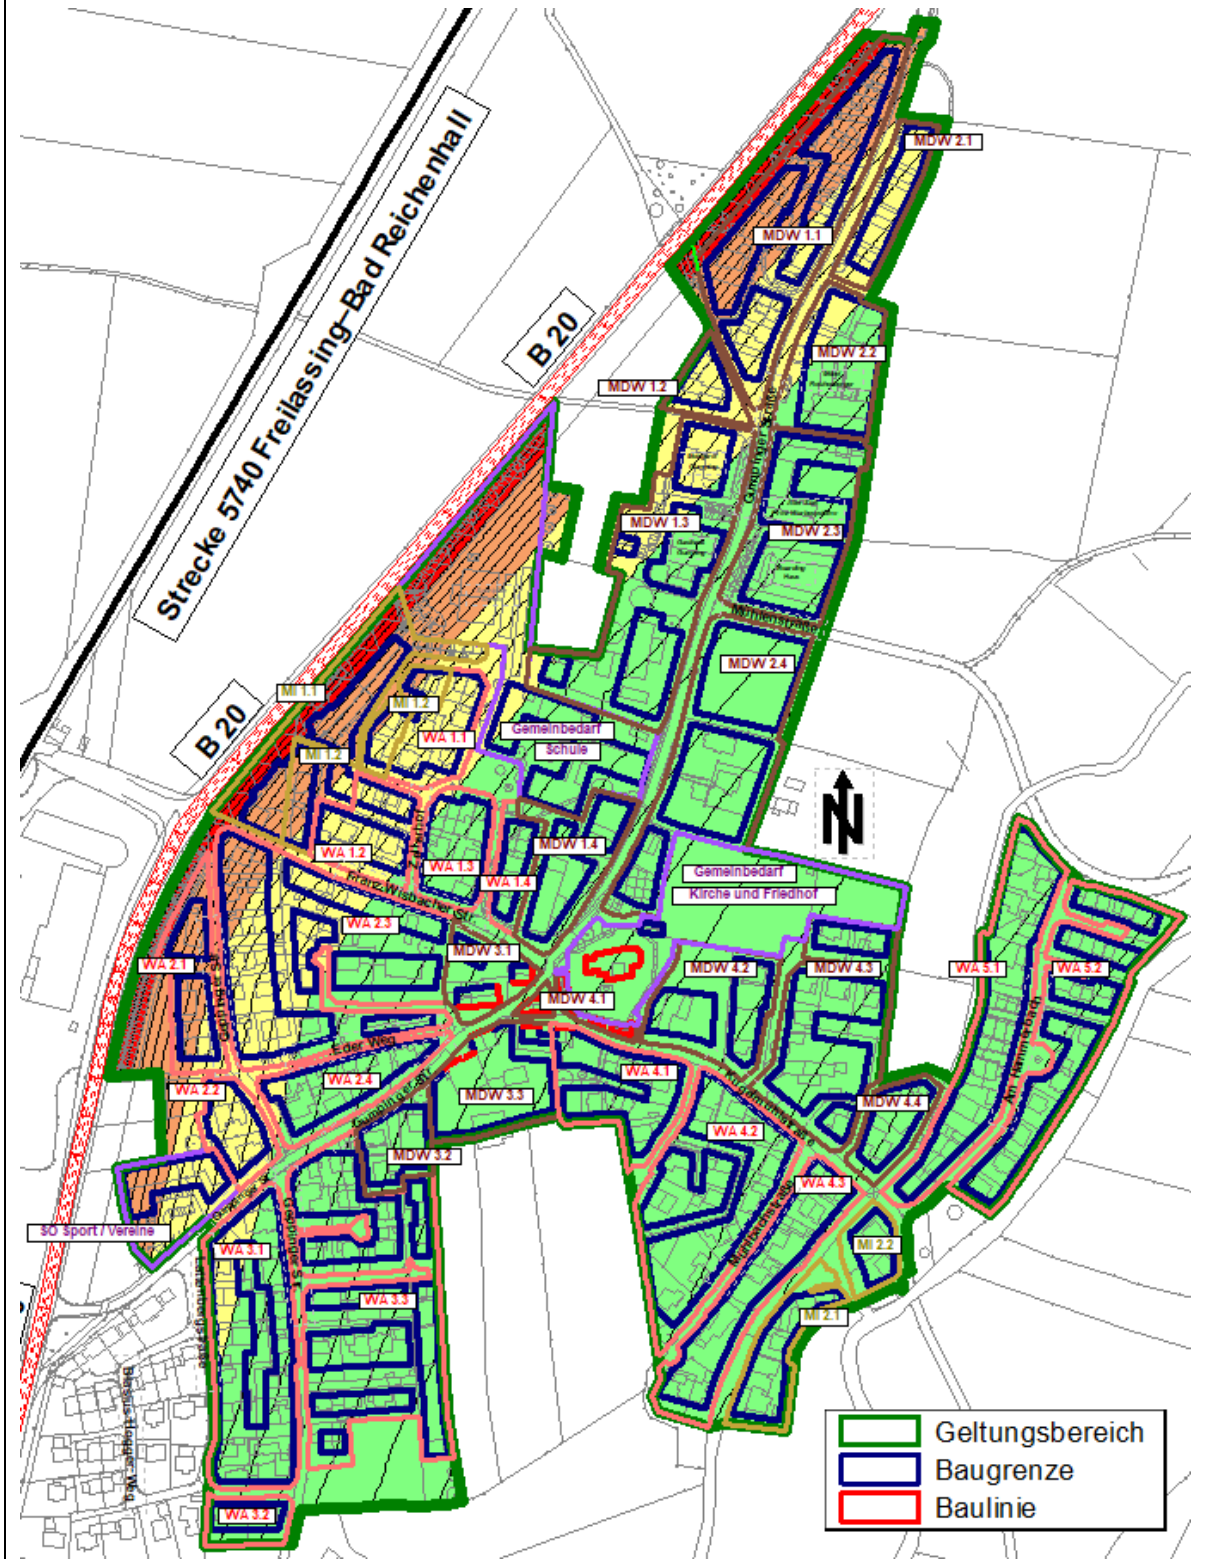 Strecke 5740 Freilassing–Bad Reichenhall
B 20
B 20
MDW 2.1
MDW 1.1
MDW 2.2
MDW 1.2
MDW 1.3
MDW 2.3
Mühlenstraße
MDW 2.4
MI 1.1
MI 1.2
WA 1.1
MI 1.2
Gemeinbedarf
Schule
WA 1.2
WA 1.3
WA 1.4
MDW 1.4
Gemeinbedarf
Kirche und Friedhof
WA 2.3
WA 2.1
MDW 3.1
MDW 4.1
MDW 4.2
MDW 4.3
WA 5.1
WA 5.2
Eder Weg
WA 2.2
WA 2.4
Gumpinger Str.
MDW 3.3
WA 4.1
WA 4.2
MDW 4.4
MDW 3.2
WA 4.3
Mühlbachstraße
SO Sport / Vereine
WA 3.1
WA 3.3
MI 2.2
MI 2.1
WA 3.2
N
Geltungsbereich
Baugrenze
Baulinie